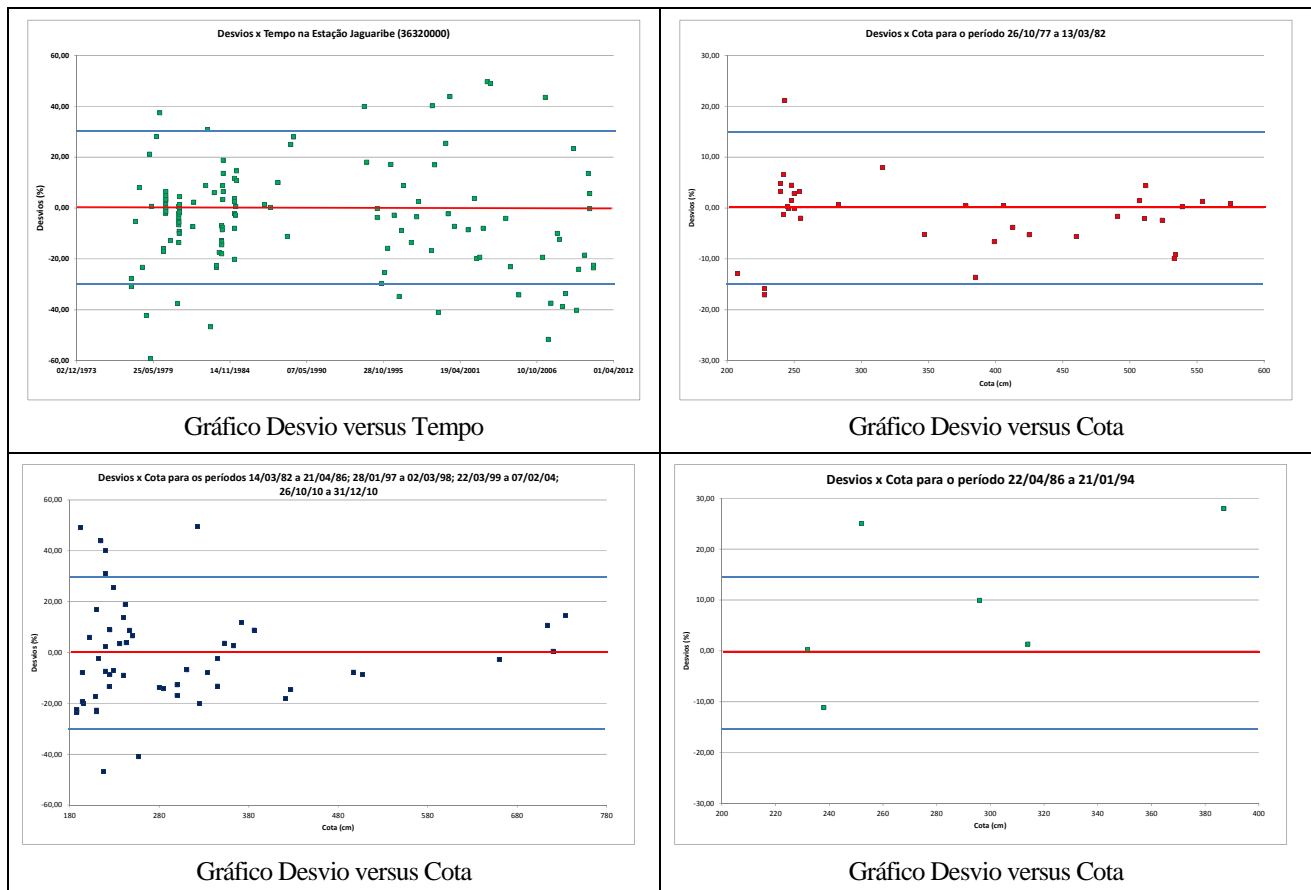 Desvios x Tempo na Estação Jaguaribe (36320000)
60,00
40,00
20,00
0,00
-20,00
-40,00
-60,00
Desvios (%)
02/12/1973 25/05/1979 14/11/1984 07/05/1990 28/10/1995 19/04/2001 10/10/2006 01/04/2012
Gráfico Desvio versus Tempo
Desvios x Cota para o período 26/10/77 a 13/03/82
30,00
20,00
10,00
0,00
-10,00
-20,00
-30,00
Desvios (%)
200 250 300 350 400 450 500 550 600
Cota (cm)
Gráfico Desvio versus Cota
Desvios x Cota para os períodos 14/03/82 a 21/04/86; 28/01/97 a 02/03/98; 22/03/99 a 07/02/04;
26/10/10 a 31/12/10
60,00
40,00
20,00
0,00
-20,00
-40,00
-60,00
Desvios (%)
180 280 380 480 580 680 780
Cota (cm)
Gráfico Desvio versus Cota
Desvios x Cota para o período 22/04/86 a 21/01/94
30,00
20,00
10,00
0,00
-10,00
-20,00
-30,00
Desvios (%)
200 220 240 260 280 300 320 340 360 380 400
Cota (cm)
Gráfico Desvio versus Cota